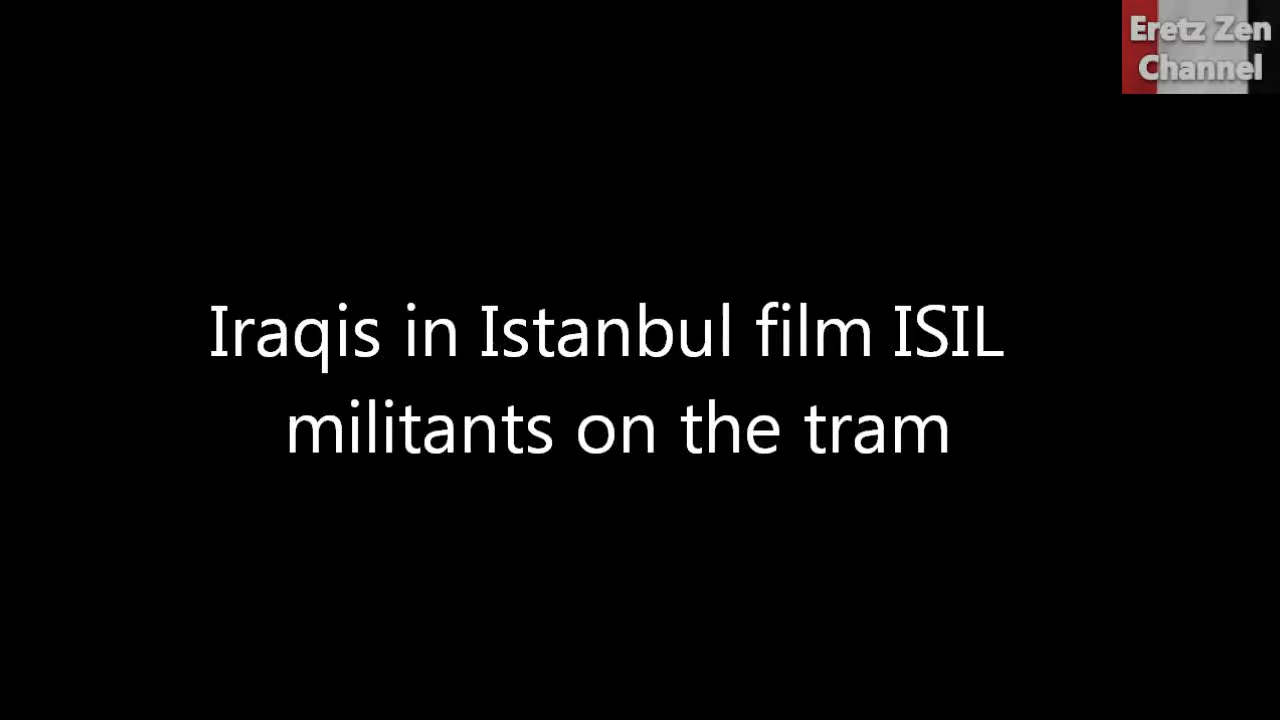 Eretz Zen
Channel
Iraqis in Istanbul film ISIL
militants on the tram